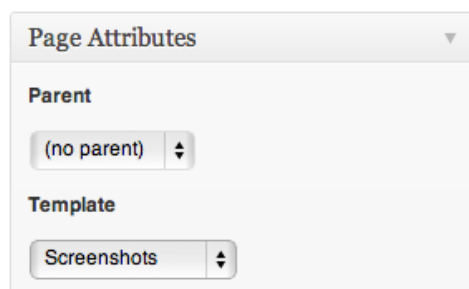 Page Attributes
Parent
(no parent)
Template
Screenshots